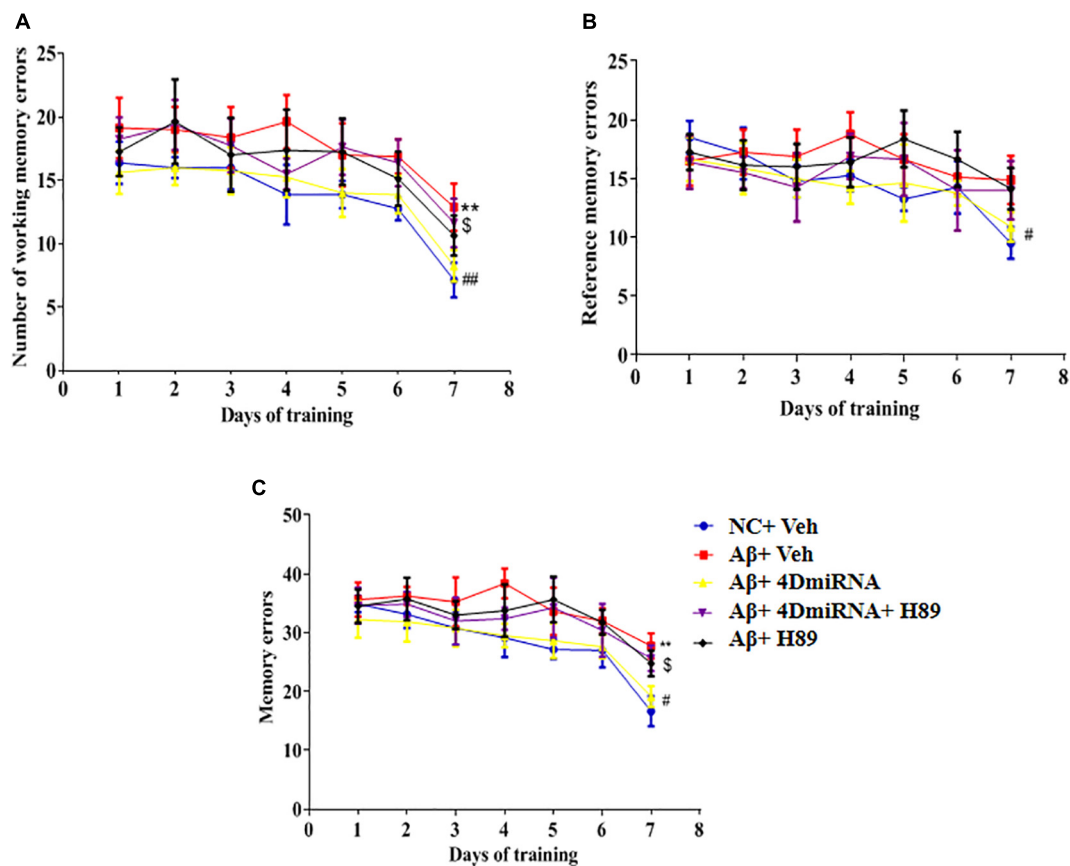 A
Number of working memory errors
25
20
15
10
5
0
0 1 2 3 4 5 6 7 8
Days of training
**
$
##
B
Reference memory errors
25
20
15
10
5
0
0 1 2 3 4 5 6 7 8
Days of training
#
C
Memory errors
50
40
30
20
10
0
0 1 2 3 4 5 6 7 8
Days of training
**
$
#
NC+ Veh
Aβ+ Veh
Aβ+ 4DmiRNA
Aβ+ 4DmiRNA+ H89
Aβ+ H89